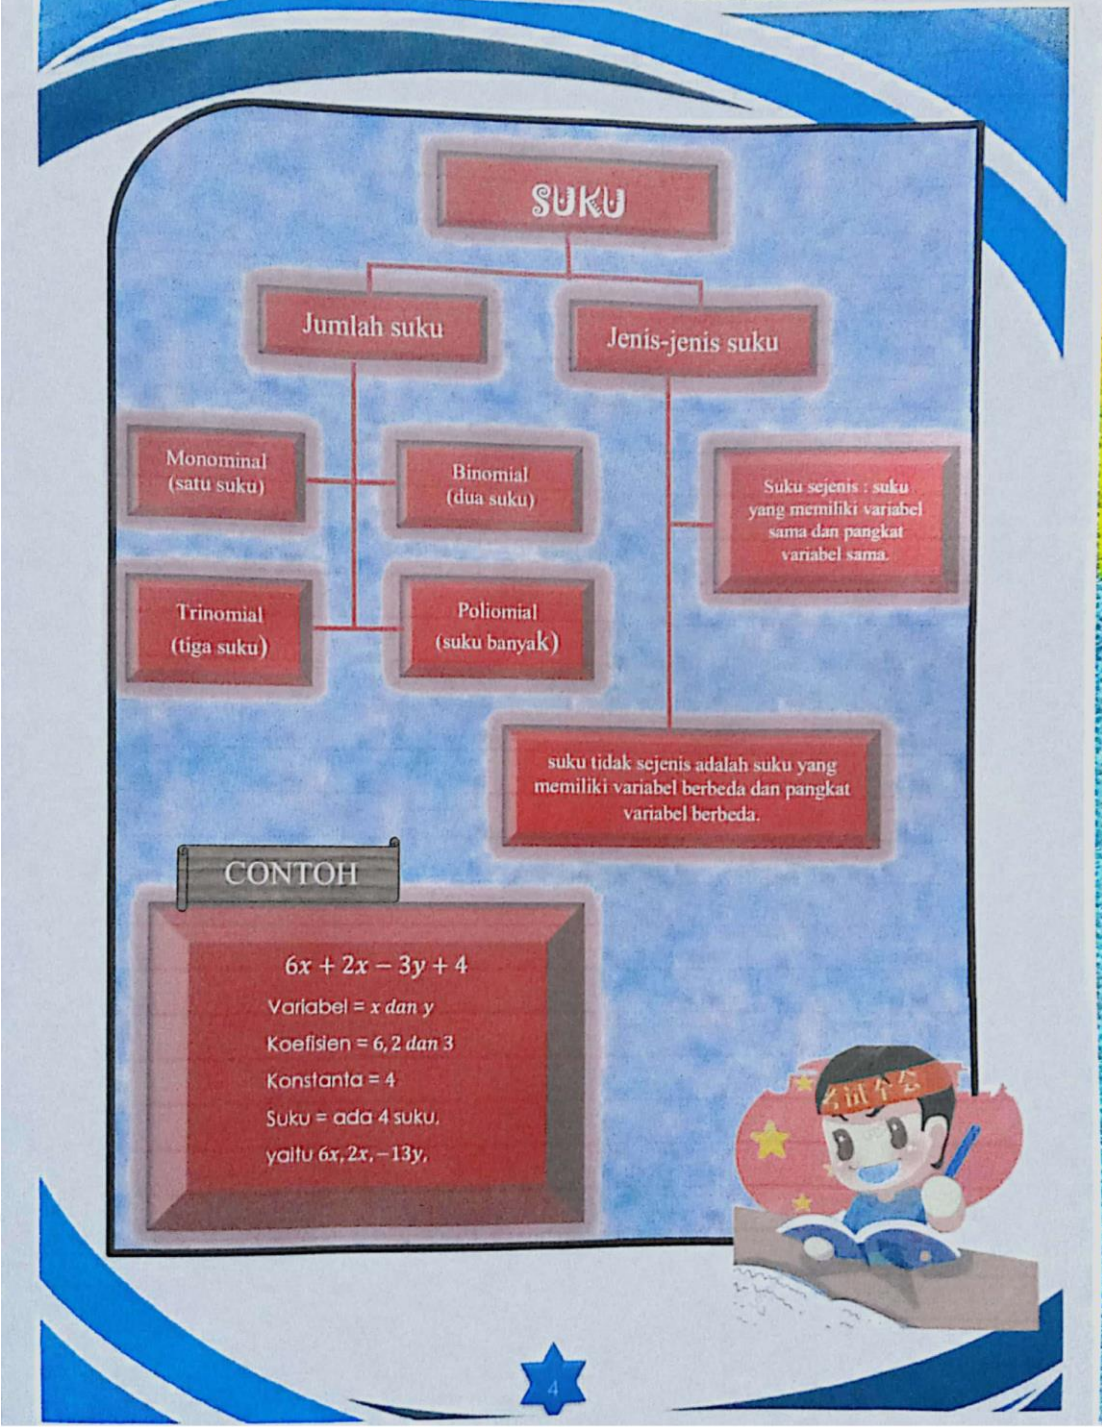 SUKU
Jumlah suku
Jenis-jenis suku
Monominal
(satu suku)
Binomial
(dua suku)
Suku sejenis : suku
yang memiliki variabel
sama dan pangkat
variabel sama.
Trinomial
(tiga suku)
Poliomial
(suku banyak)
suku tidak sejenis adalah suku yang
memiliki variabel berbeda dan pangkat
variabel berbeda.
CONTOH
6x + 2x − 3y + 4
Variabel = x dan y
Koefisien = 6, 2 dan 3
Konstanta = 4
Suku = ada 4 suku,
yaitu 6x, 2x, −13y,
4